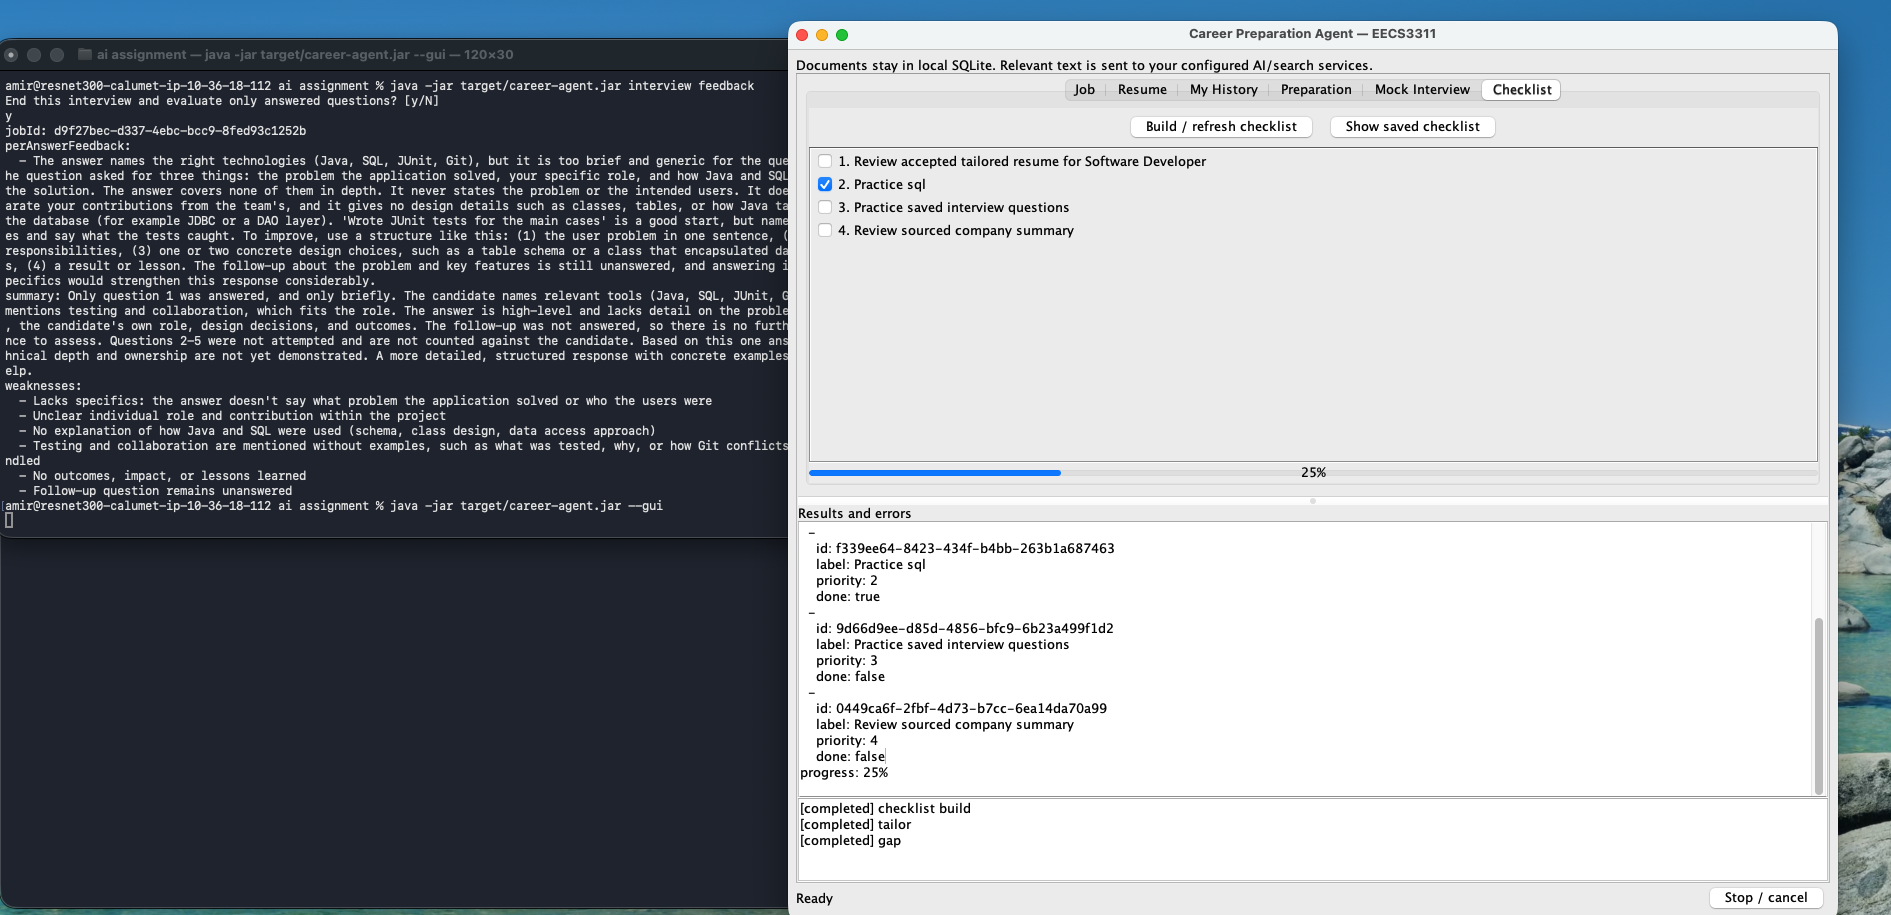 ai assignment — java -jar target/career-agent.jar --gui — 120×30
amir@resnet300-calumet-ip-10-36-18-112 ai assignment % java -jar target/career-agent.jar interview feedback
End this interview and evaluate only answered questions? [y/N]
y
jobId: d9f27bec-d337-4ebc-bcc9-8fed93c1252b
perAnswerFeedback:
- The answer names the right technologies (Java, SQL, JUnit, Git), but it is too brief and generic for the que
he question asked for three things: the problem the application solved, your specific role, and how Java and SQL
the solution. The answer covers none of them in depth. It never states the problem or the intended users. It doe
arate your contributions from the team's, and it gives no design details such as classes, tables, or how Java ta
the database (for example JDBC or a DAO layer). 'Wrote JUnit tests for the main cases' is a good start, but name
es and say what the tests caught. To improve, use a structure like this: (1) the user problem in one sentence, (
responsibilities, (3) one or two concrete design choices, such as a table schema or a class that encapsulated da
s, (4) a result or lesson. The follow-up about the problem and key features is still unanswered, and answering i
pecifics would strengthen this response considerably.
summary: Only question 1 was answered, and only briefly. The candidate names relevant tools (Java, SQL, JUnit, G
mentions testing and collaboration, which fits the role. The answer is high-level and lacks detail on the proble
, the candidate's own role, design decisions, and outcomes. The follow-up was not answered, so there is no furth
nce to assess. Questions 2-5 were not attempted and are not counted against the candidate. Based on this one ans
hnical depth and ownership are not yet demonstrated. A more detailed, structured response with concrete examples
elp.
weaknesses:
- Lacks specifics: the answer doesn't say what problem the application solved or who the users were
- Unclear individual role and contribution within the project
- No explanation of how Java and SQL were used (schema, class design, data access approach)
- Testing and collaboration are mentioned without examples, such as what was tested, why, or how Git conflicts
ndled
- No outcomes, impact, or lessons learned
- Follow-up question remains unanswered
amir@resnet300-calumet-ip-10-36-18-112 ai assignment % java -jar target/career-agent.jar --gui
Career Preparation Agent — EECS3311
Documents stay in local SQLite. Relevant text is sent to your configured AI/search services.
Job Resume My History Preparation Mock Interview Checklist
Build / refresh checklist Show saved checklist
1. Review accepted tailored resume for Software Developer
2. Practice sql
3. Practice saved interview questions
4. Review sourced company summary
25%
Results and errors
-
id: f339ee64-8423-434f-b4bb-263b1a687463
label: Practice sql
priority: 2
done: true
-
id: 9d66d9ee-d85d-4856-bfc9-6b23a499f1d2
label: Practice saved interview questions
priority: 3
done: false
-
id: 0449ca6f-2fbf-4d73-b7cc-6ea14da70a99
label: Review sourced company summary
priority: 4
done: false
progress: 25%
[completed] checklist build
[completed] tailor
[completed] gap
Ready
Stop / cancel